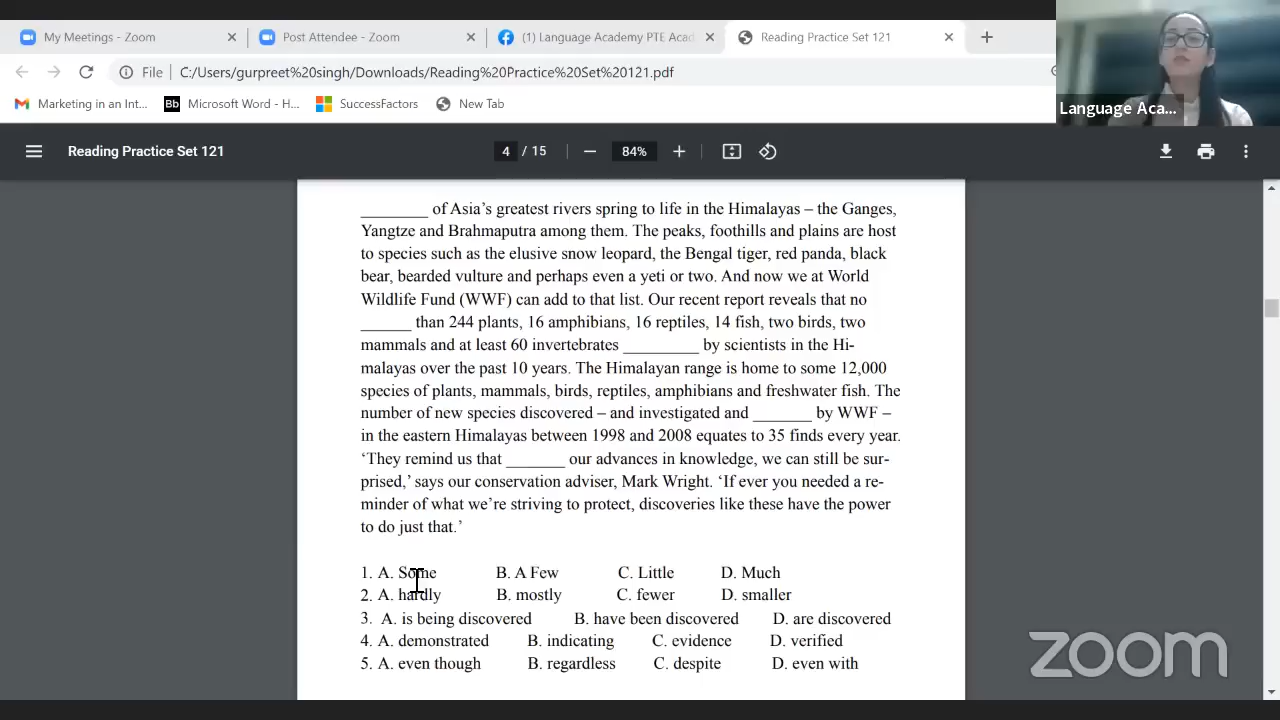 My Meetings - Zoom
Post Attendee - Zoom
(1) Language Academy PTE Acad
Reading Practice Set 121
File C:/Users/gurpreet%20singh/Downloads/Reading%20Practice%20Set%20121.pdf
Marketing in an Int...
Bb Microsoft Word - H...
SuccessFactors
New Tab
Language Aca...
Reading Practice Set 121
4 / 15
84%
________ of Asia’s greatest rivers spring to life in the Himalayas – the Ganges,
Yangtze and Brahmaputra among them. The peaks, foothills and plains are host
to species such as the elusive snow leopard, the Bengal tiger, red panda, black
bear, bearded vulture and perhaps even a yeti or two. And now we at World
Wildlife Fund (WWF) can add to that list. Our recent report reveals that no
______ than 244 plants, 16 amphibians, 16 reptiles, 14 fish, two birds, two
mammals and at least 60 invertebrates _________ by scientists in the Hi-
malayas over the past 10 years. The Himalayan range is home to some 12,000
species of plants, mammals, birds, reptiles, amphibians and freshwater fish. The
number of new species discovered – and investigated and _______ by WWF –
in the eastern Himalayas between 1998 and 2008 equates to 35 finds every year.
‘They remind us that _______ our advances in knowledge, we can still be sur-
prised,’ says our conservation adviser, Mark Wright. ‘If ever you needed a re-
minder of what we’re striving to protect, discoveries like these have the power
to do just that.’
1. A. Some B. A Few C. Little D. Much
2. A. hardly B. mostly C. fewer D. smaller
3. A. is being discovered B. have been discovered D. are discovered
4. A. demonstrated B. indicating C. evidence D. verified
5. A. even though B. regardless C. despite D. even with
zoom